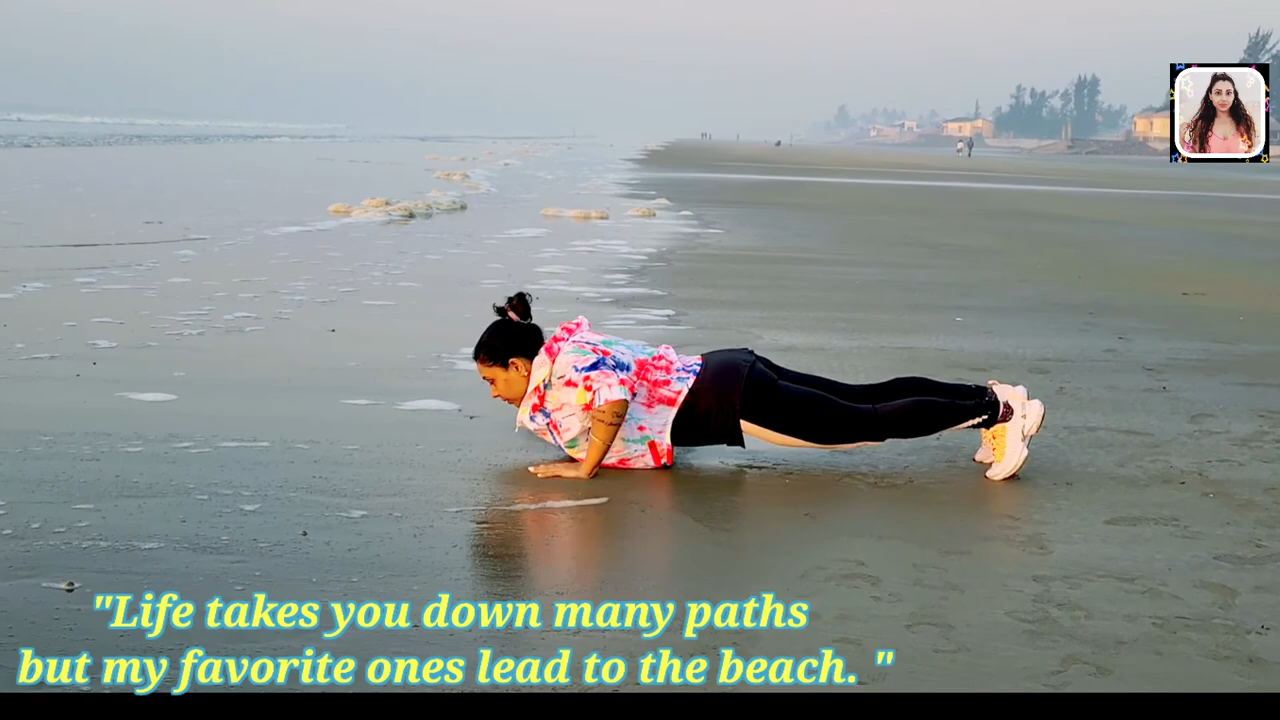 "Life takes you down many paths
but my favorite ones lead to the beach. "